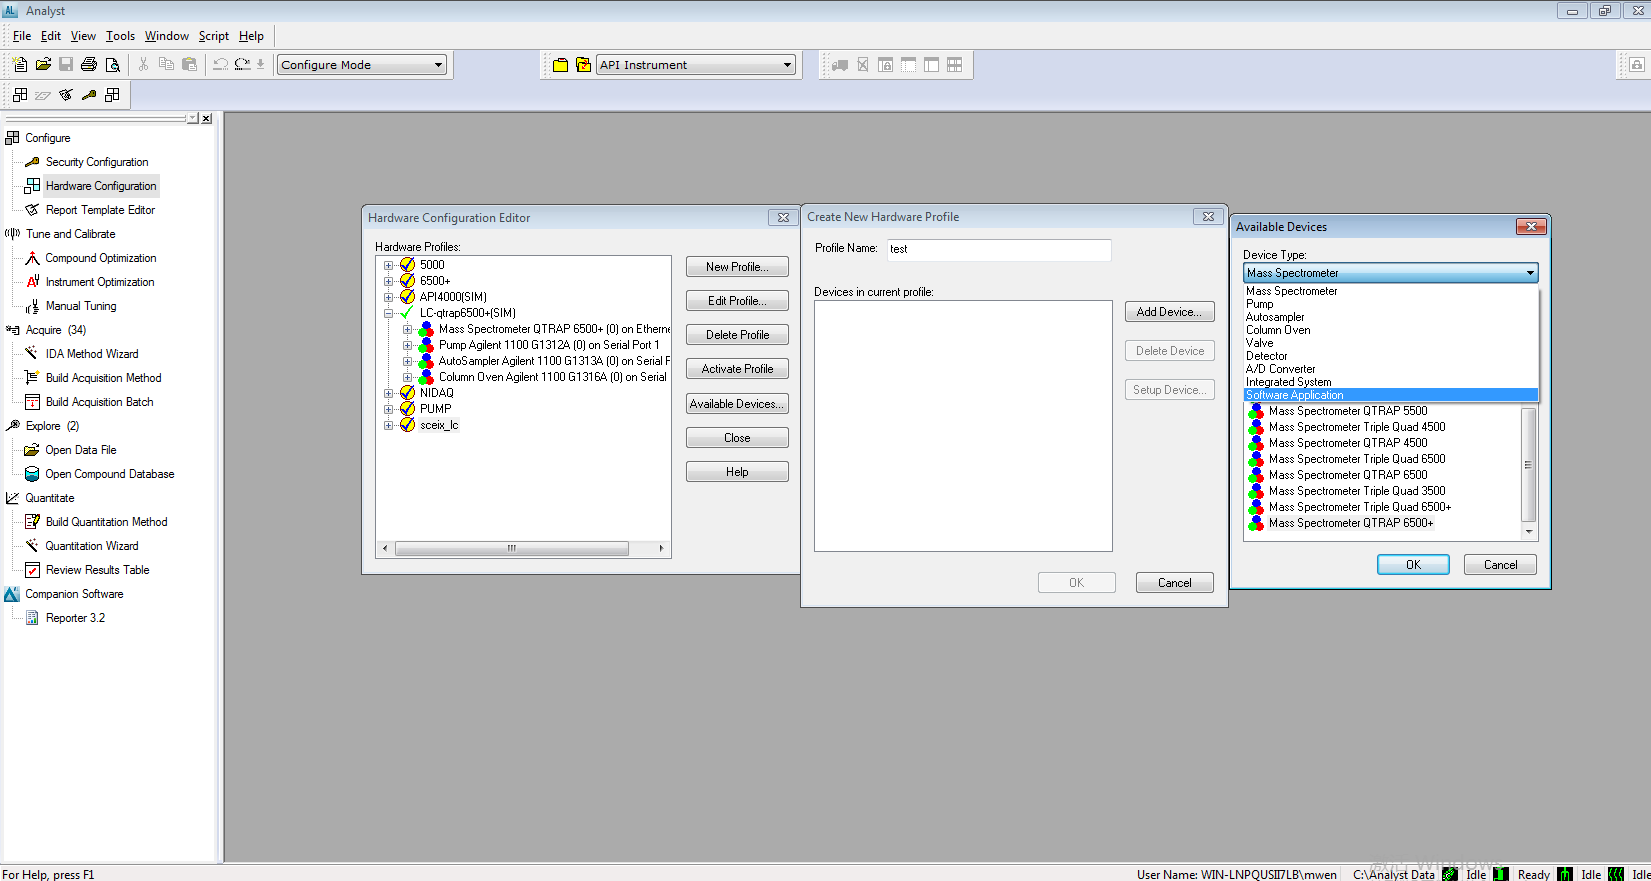 Analyst
File Edit View Tools Window Script Help
Configure Mode
API Instrument
Configure
Security Configuration
Hardware Configuration
Report Template Editor
Tune and Calibrate
Compound Optimization
Instrument Optimization
Manual Tuning
Acquire (34)
IDA Method Wizard
Build Acquisition Method
Build Acquisition Batch
Explore (2)
Open Data File
Open Compound Database
Quantitate
Build Quantitation Method
Quantitation Wizard
Review Results Table
Companion Software
Reporter 3.2
Hardware Configuration Editor
Hardware Profiles:
5000
6500+
API4000(SIM)
LC-qtrap6500+(SIM)
Mass Spectrometer QTRAP 6500+ (0) on Etherne
Pump Agilent 1100 G1312A (0) on Serial Port 1
AutoSampler Agilent 1100 G1313A (0) on Serial F
Column Oven Agilent 1100 G1316A (0) on Serial
NIDAQ
PUMP
sceix_lc
New Profile...
Edit Profile...
Delete Profile
Activate Profile
Available Devices...
Close
Help
Create New Hardware Profile
Profile Name: test
Devices in current profile:
Add Device...
Delete Device
Setup Device...
OK Cancel
Available Devices
Device Type:
Mass Spectrometer
Mass Spectrometer
Pump
Autosampler
Column Oven
Valve
Detector
A/D Converter
Integrated System
Software Application
Mass Spectrometer QTRAP 5500
Mass Spectrometer Triple Quad 4500
Mass Spectrometer QTRAP 4500
Mass Spectrometer Triple Quad 6500
Mass Spectrometer QTRAP 6500
Mass Spectrometer Triple Quad 3500
Mass Spectrometer Triple Quad 6500+
Mass Spectrometer QTRAP 6500+
OK Cancel
For Help, press F1
User Name: WIN-LNPQUSII7LB\mwen C:\Analyst Data Idle Ready Idle Idle